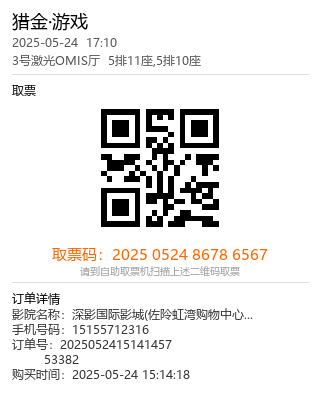 猎金·游戏
2025-05-24 17:10
3号激光OMIS厅 5排11座,5排10座
取票
取票码：2025 0524 8678 6567
请到自助取票机扫描上述二维码取票
订单详情
影院名称：深影国际影城(佐阾虹湾购物中心...
手机号码：15155712316
订单号：2025052415141457
53382
购买时间：2025-05-24 15:14:18